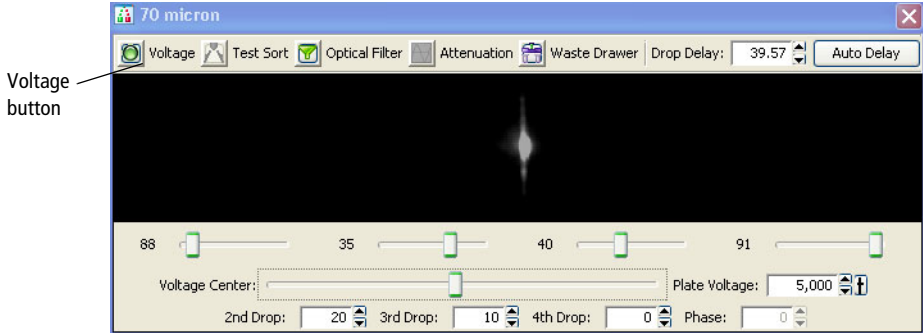 70 micron
Voltage Test Sort Optical Filter Attenuation Waste Drawer Drop Delay: 39.57 Auto Delay
Voltage
button
88 35 40 91
Voltage Center: Plate Voltage: 5,000
2nd Drop: 20 3rd Drop: 10 4th Drop: 0 Phase: 0